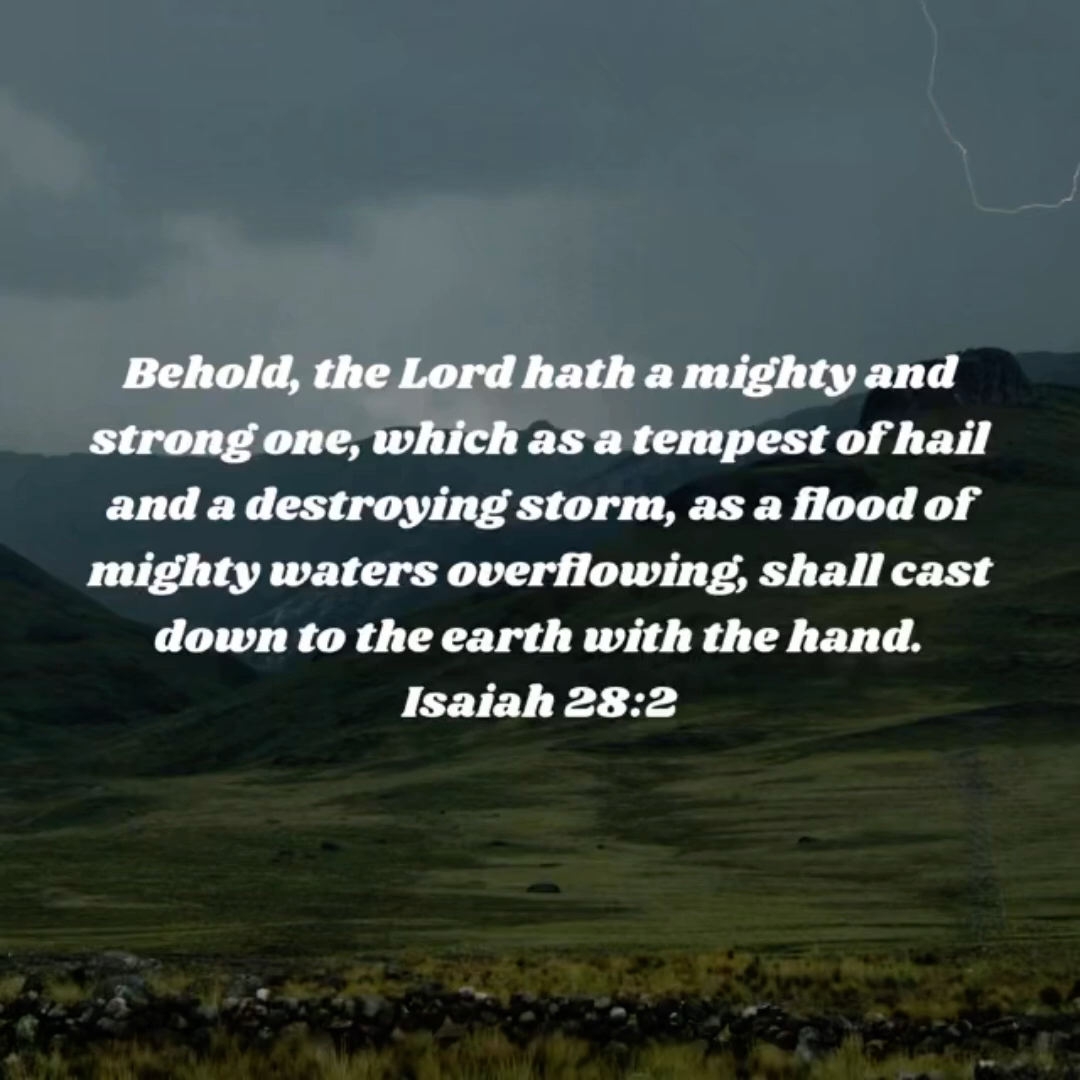 Behold, the Lord hath a mighty and
strong one, which as a tempest of hail
and a destroying storm, as a flood of
mighty waters overflowing, shall cast
down to the earth with the hand.
Isaiah 28:2